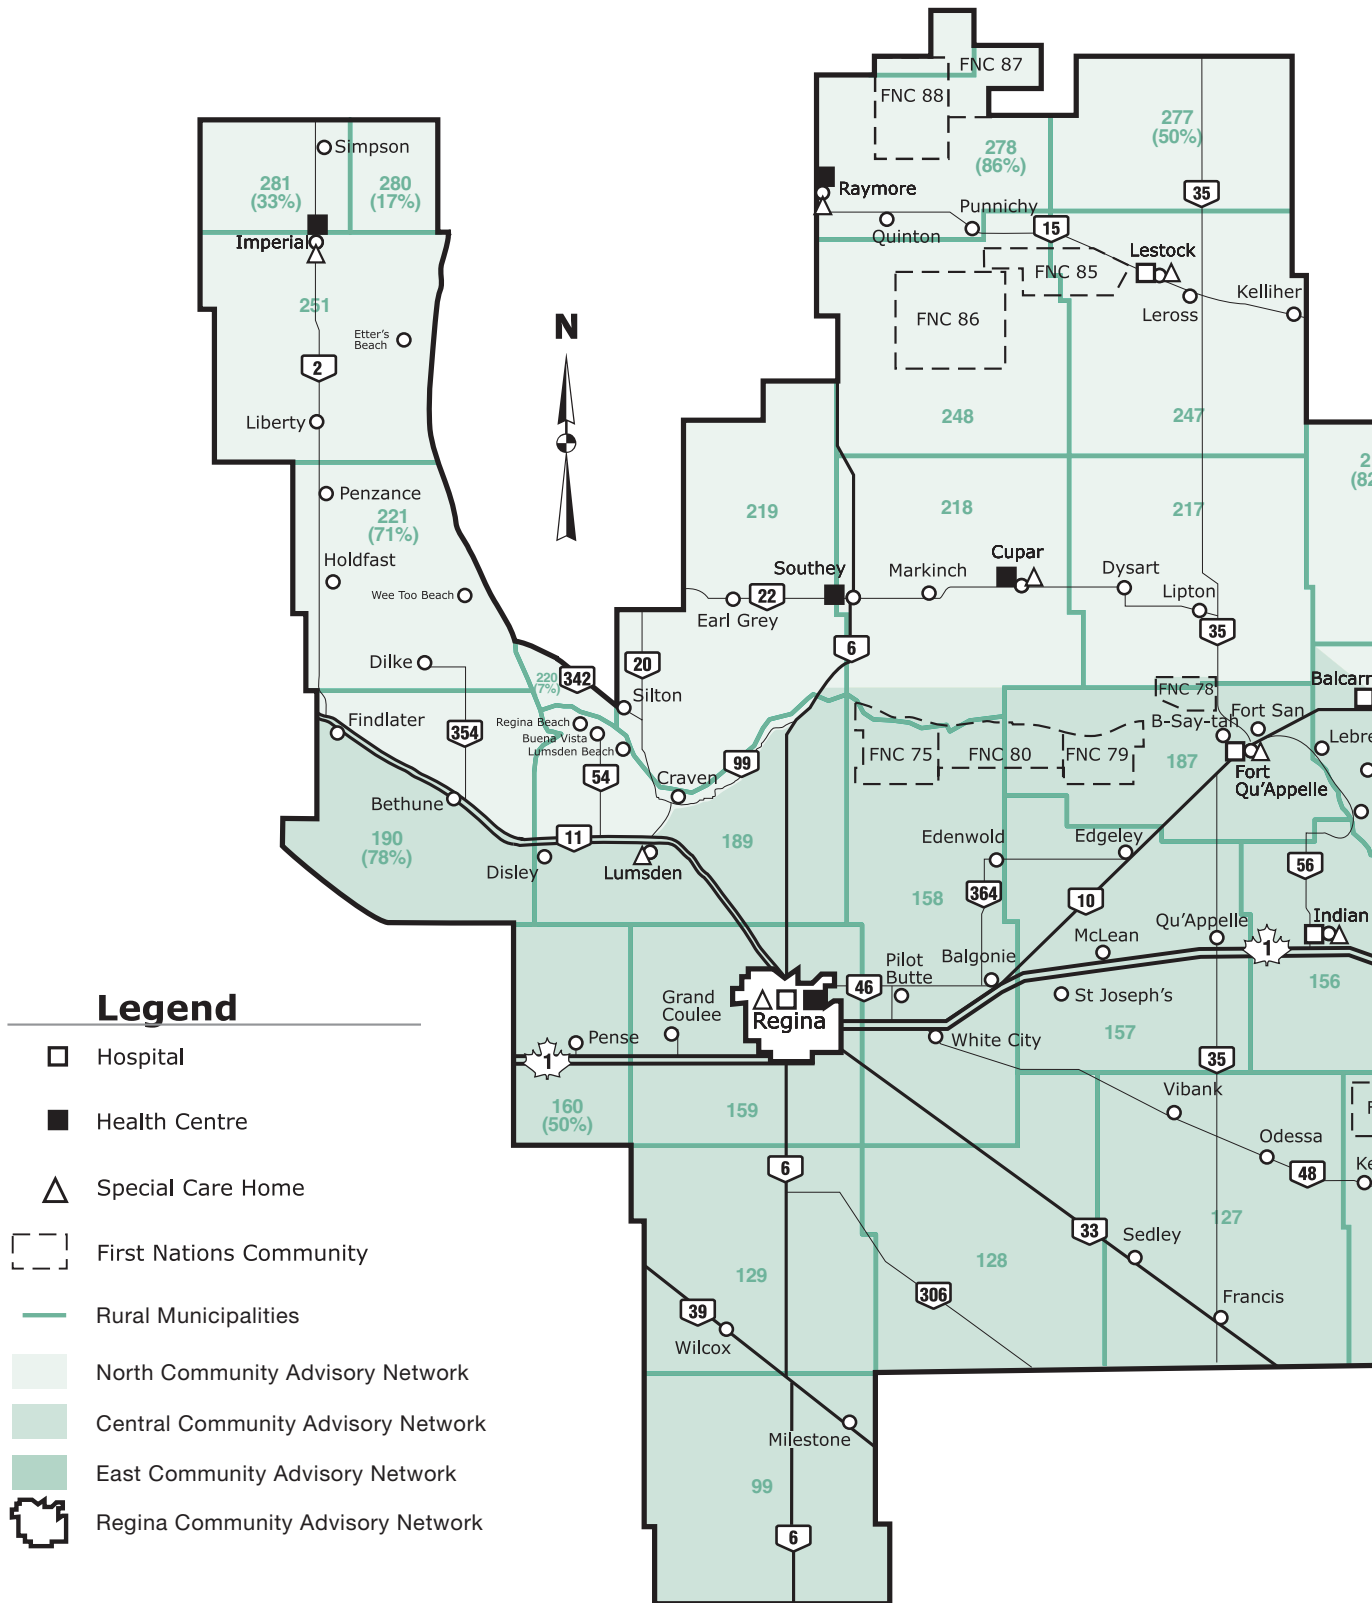 FNC 87
FNC 88
277
(50%)
278
(86%)
Simpson
281
(33%)
280
(17%)
Raymore
35
Punnichy
Imperial
Quinton
15
Lestock
FNC 85
251
Kelliher
FNC 86
Leross
N
Etter's
Beach
2
Liberty
248
247
2
(82
Penzance
221
(71%)
219
218
217
Holdfast
Southey
Markinch
Cupar
Dysart
Wee Too Beach
22
Earl Grey
Lipton
35
6
Dilke
20
220
(7%)
342
Silton
FNC 78
Balcarr
Findlater
354
Regina Beach
Buena Vista
Lumsden Beach
B-Say-tah
Fort San
Lebre
FNC 75
FNC 80
FNC 79
187
99
54
Craven
Fort
Qu'Appelle
Bethune
11
190
(78%)
189
Edenwold
Edgeley
Disley
Lumsden
158
364
10
56
Qu'Appelle
Indian
McLean
1
Pilot
Butte
Balgonie
46
156
Legend
Grand
Coulee
St Joseph's
Regina
Hospital
Pense
1
White City
157
35
Health Centre
160
(50%)
159
Vibank
F
Odessa
Ke
48
Special Care Home
6
127
33
Sedley
First Nations Community
129
128
306
Francis
39
Rural Municipalities
Wilcox
North Community Advisory Network
Central Community Advisory Network
Milestone
East Community Advisory Network
99
Regina Community Advisory Network
6